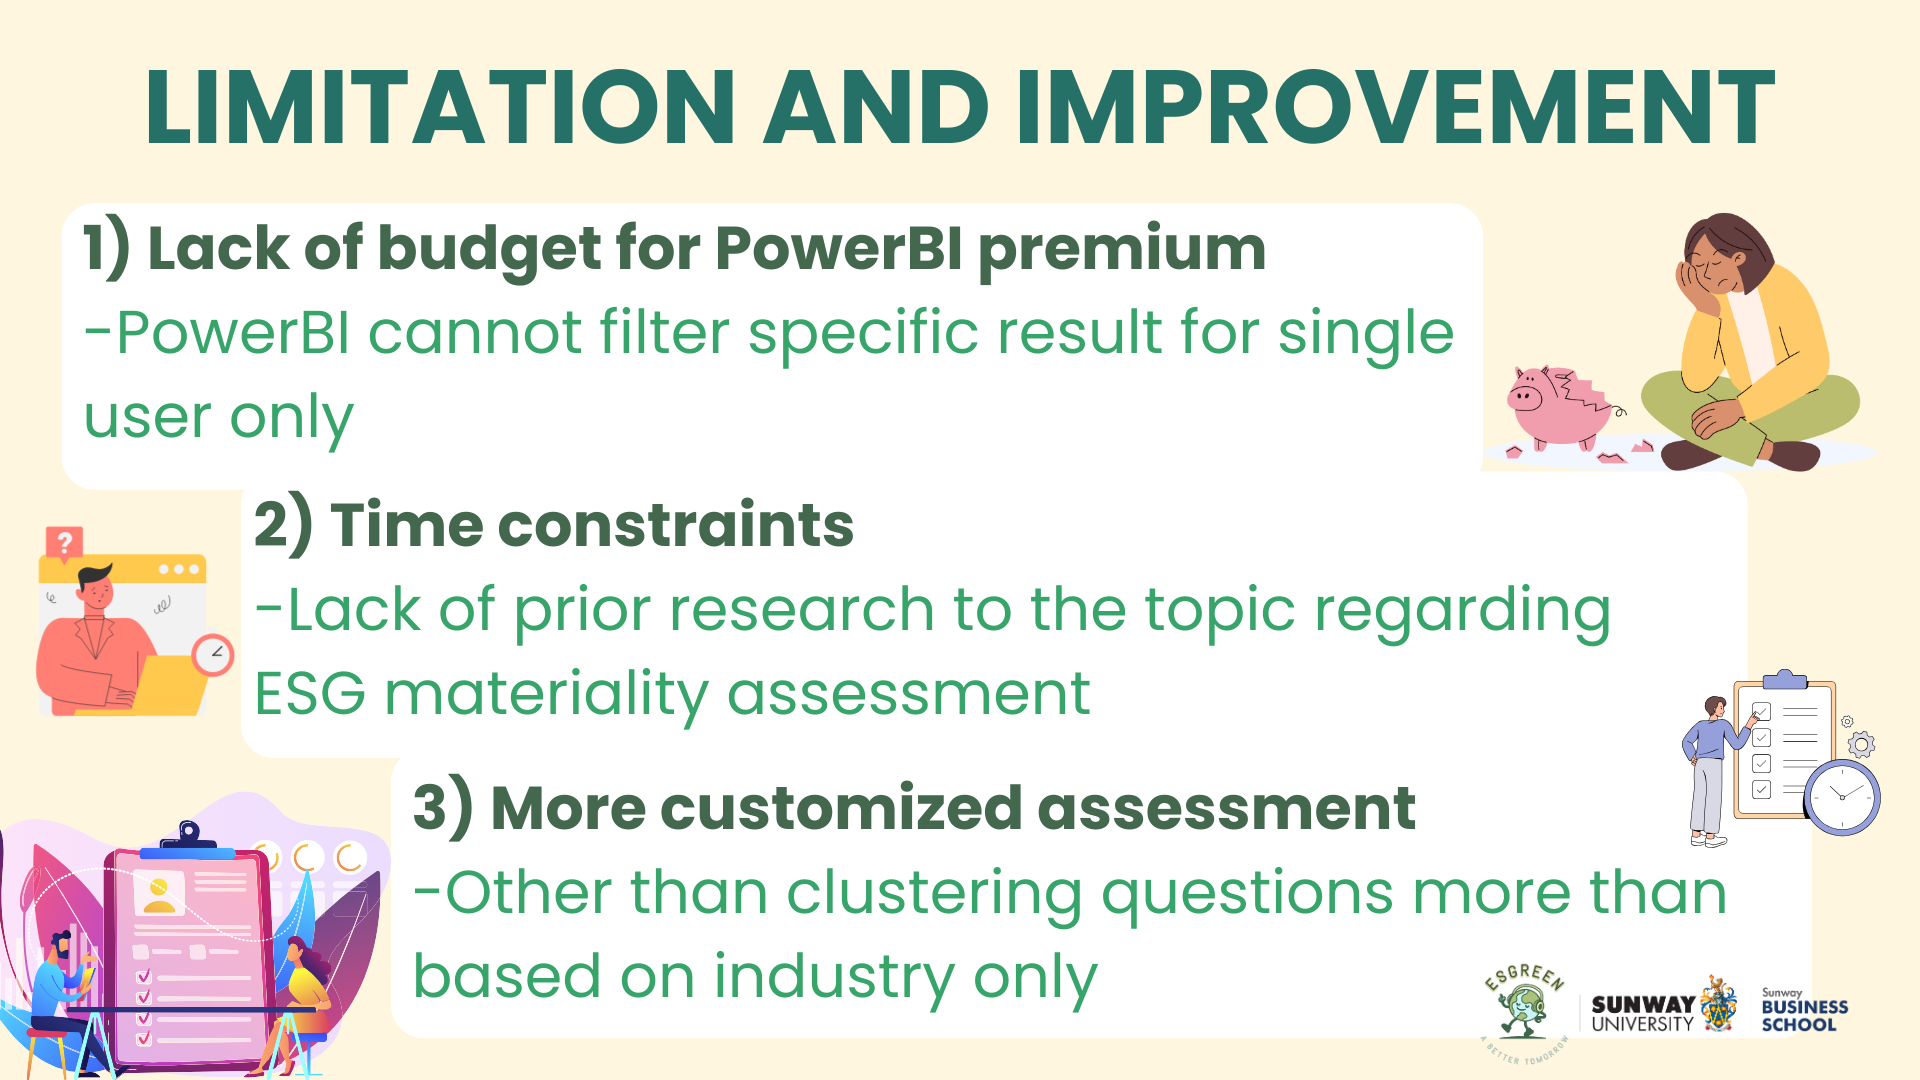 LIMITATION AND IMPROVEMENT
1) Lack of budget for PowerBI premium
-PowerBI cannot filter specific result for single
user only
?
2) Time constraints
-Lack of prior research to the topic regarding
ESG materiality assessment
3) More customized assessment
-Other than clustering questions more than
based on industry only
ESGREEN
A BETTER TOMORROW
SUNWAY
UNIVERSITY
Sunway
BUSINESS
SCHOOL